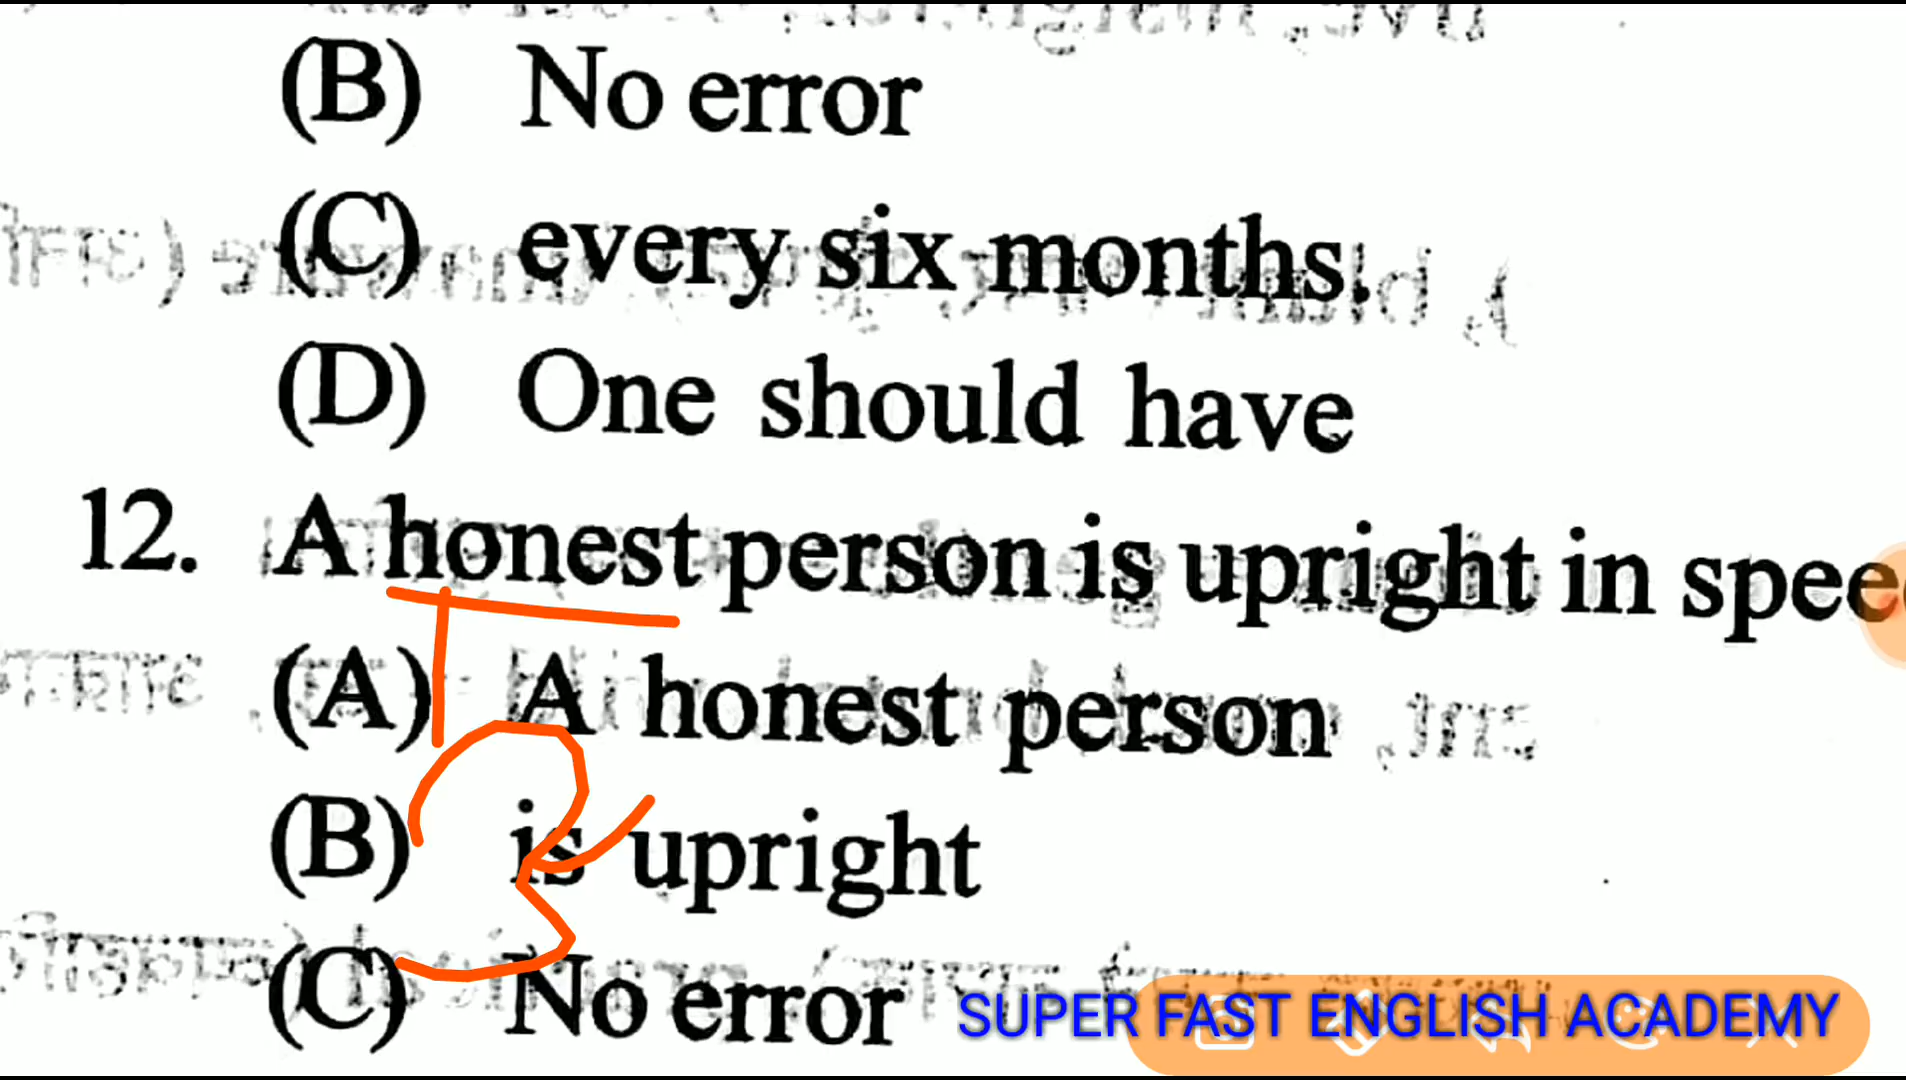 (B) No error
(C) every six months.
(D) One should have
12. A honest person is upright in spee
(A) A honest person
(B) is upright
(C) No error
SUPER FAST ENGLISH ACADEMY